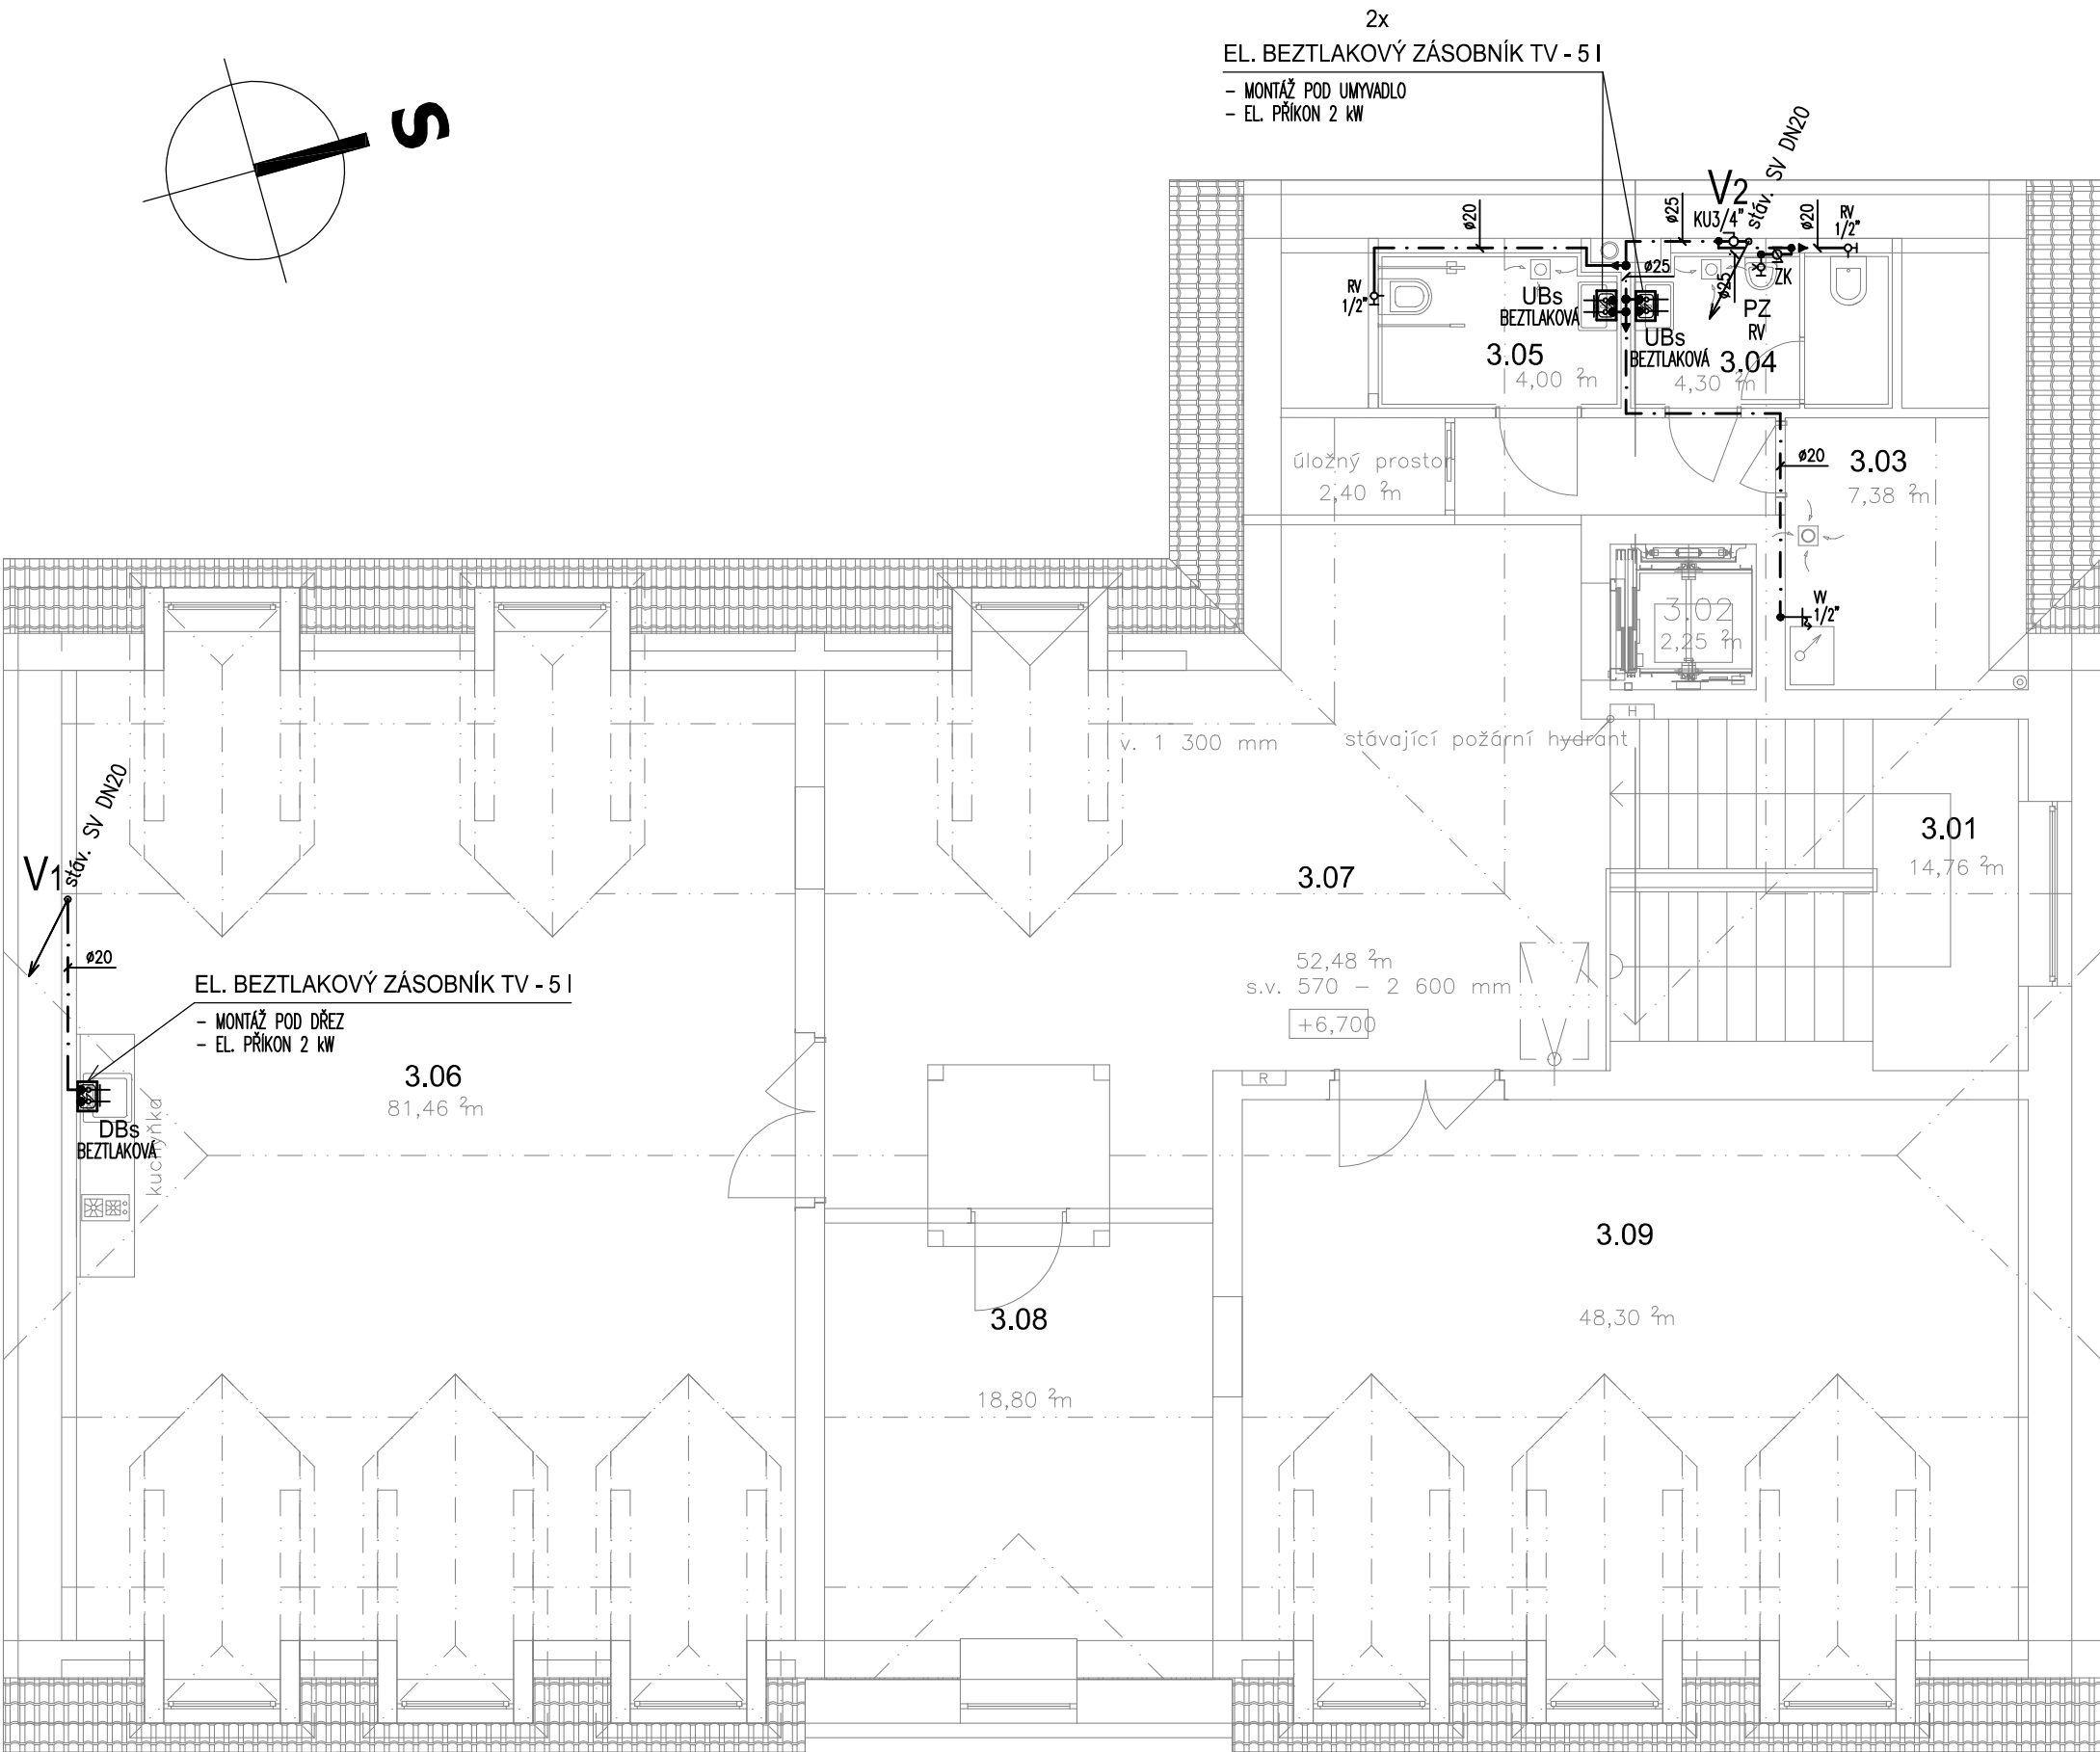 2x
EL. BEZTLAKOVÝ ZÁSOBNÍK TV - 5 l
- MONTÁŽ POD UMYVADLO
- EL. PŘÍKON 2 kW
S
V2
stáv. SV DN20
KU3/4"
ø20
ø25
ø20
RV
1/2"
ø25
ø25
ZK
RV
1/2"
UBs
BEZTLAKOVÁ
PZ
RV
UBs
BEZTLAKOVÁ
3.05
4,00 m²
3.04
4,30 m²
úložný prostor
2,40 m²
ø20
3.03
7,38 m²
W
1/2"
3.02
2,25 m²
H
v. 1 300 mm
stávající požární hydrant
V1
stáv. SV DN20
3.01
14,76 m²
3.07
52,48 m²
s.v. 570 – 2 600 mm
+6,700
ø20
EL. BEZTLAKOVÝ ZÁSOBNÍK TV - 5 l
- MONTÁŽ POD DŘEZ
- EL. PŘÍKON 2 kW
3.06
81,46 m²
R
DBs
BEZTLAKOVÁ
kuchyňka
3.09
48,30 m²
3.08
18,80 m²